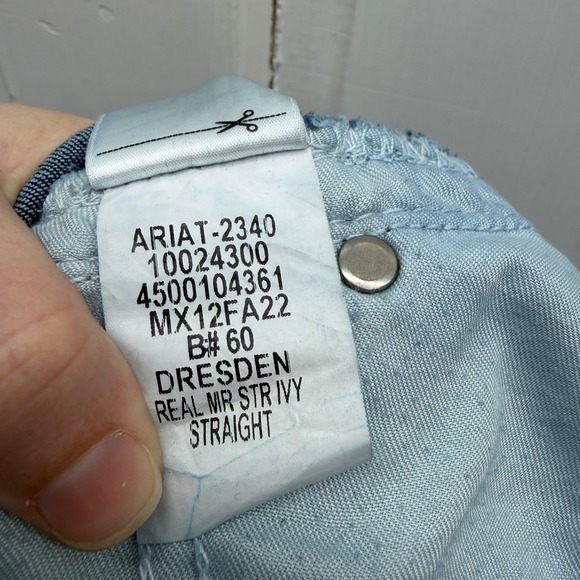 ARIAT-2340
10024300
4500104361
MX12FA22
B# 60
DRESDEN
REAL MR STR IVY
STRAIGHT